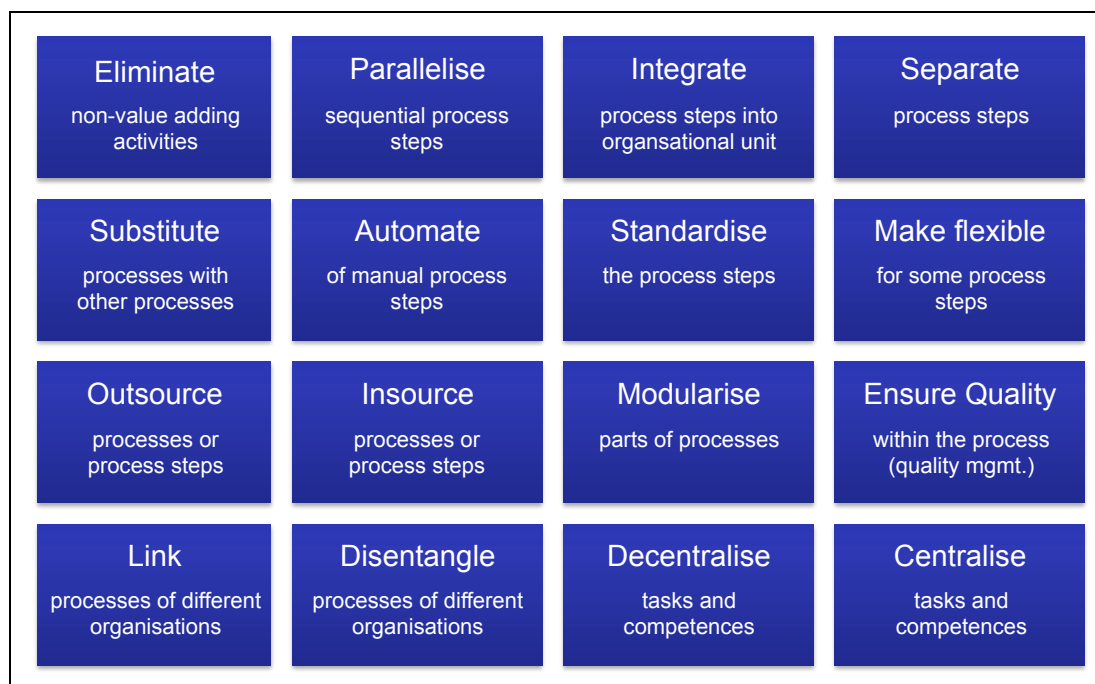 Eliminate
non-value adding
activities
Parallelise
sequential process
steps
Integrate
process steps into
organsational unit
Separate
process steps
Substitute
processes with
other processes
Automate
of manual process
steps
Standardise
the process steps
Make flexible
for some process
steps
Outsource
processes or
process steps
Insource
processes or
process steps
Modularise
parts of processes
Ensure Quality
within the process
(quality mgmt.)
Link
processes of different
organisations
Disentangle
processes of different
organisations
Decentralise
tasks and
competences
Centralise
tasks and
competences